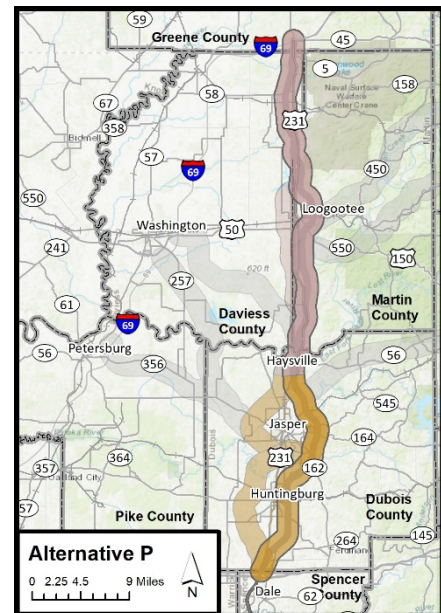 59
Greene County
69
45
5
Naval Surface
Warfare
Center Crane
158
67
58
231
358
57
69
450
Loogootee
550
Washington
50
550
241
150
257
620 ft
61
Daviess
County
Martin
County
69
56
Petersburg
Haysville
56
356
Dubois
545
Jasper
164
231
364
162
357
Oakland City
Huntingburg
57
Pike County
Dubois
County
145
264
Ferdinand
Spencer
County
Dale
62
Alternative P
0 2.25 4.5 9 Miles
N